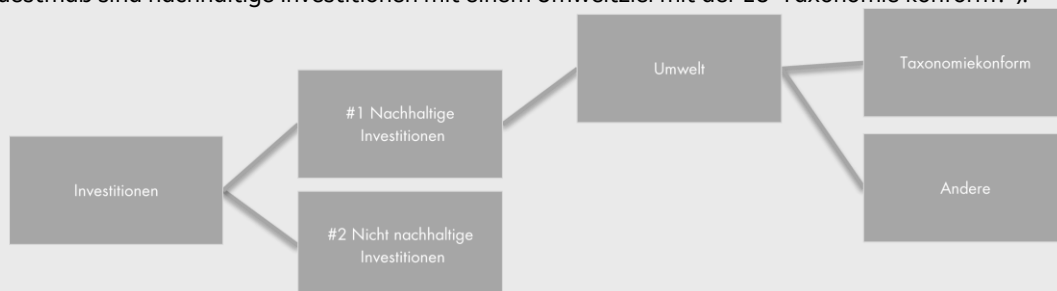 destmaß sind nachhaltige Investitionen mit einem Umweltziel mit der EU-Taxonomie konform?").
Umwelt
Taxonomiekonform
#1 Nachhaltige
Investitionen
Investitionen
Andere
#2 Nicht nachhaltige
Investitionen